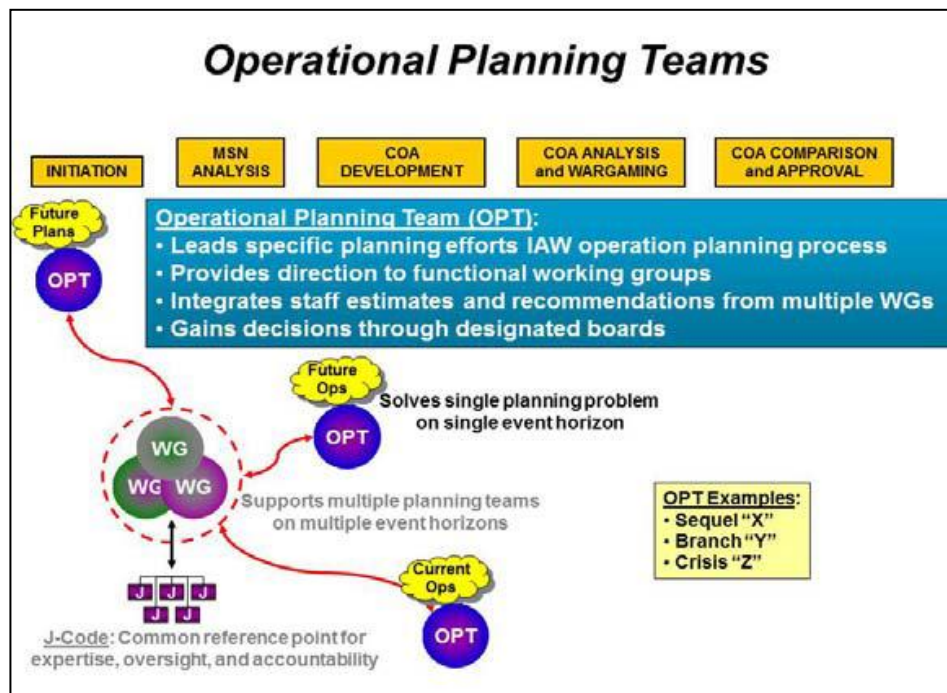 Operational Planning Teams
INITIATION
MSN
ANALYSIS
COA
DEVELOPMENT
COA ANALYSIS
and WARGAMING
COA COMPARISON
and APPROVAL
Future
Plans
OPT
Operational Planning Team (OPT):
• Leads specific planning efforts IAW operation planning process
• Provides direction to functional working groups
• Integrates staff estimates and recommendations from multiple WGs
• Gains decisions through designated boards
Future
Ops
OPT
Solves single planning problem
on single event horizon
WG
WG
WG
Supports multiple planning teams
on multiple event horizons
OPT Examples:
• Sequel “X”
• Branch “Y”
• Crisis “Z”
Current
Ops
OPT
J J J
J J
J-Code: Common reference point for
expertise, oversight, and accountability